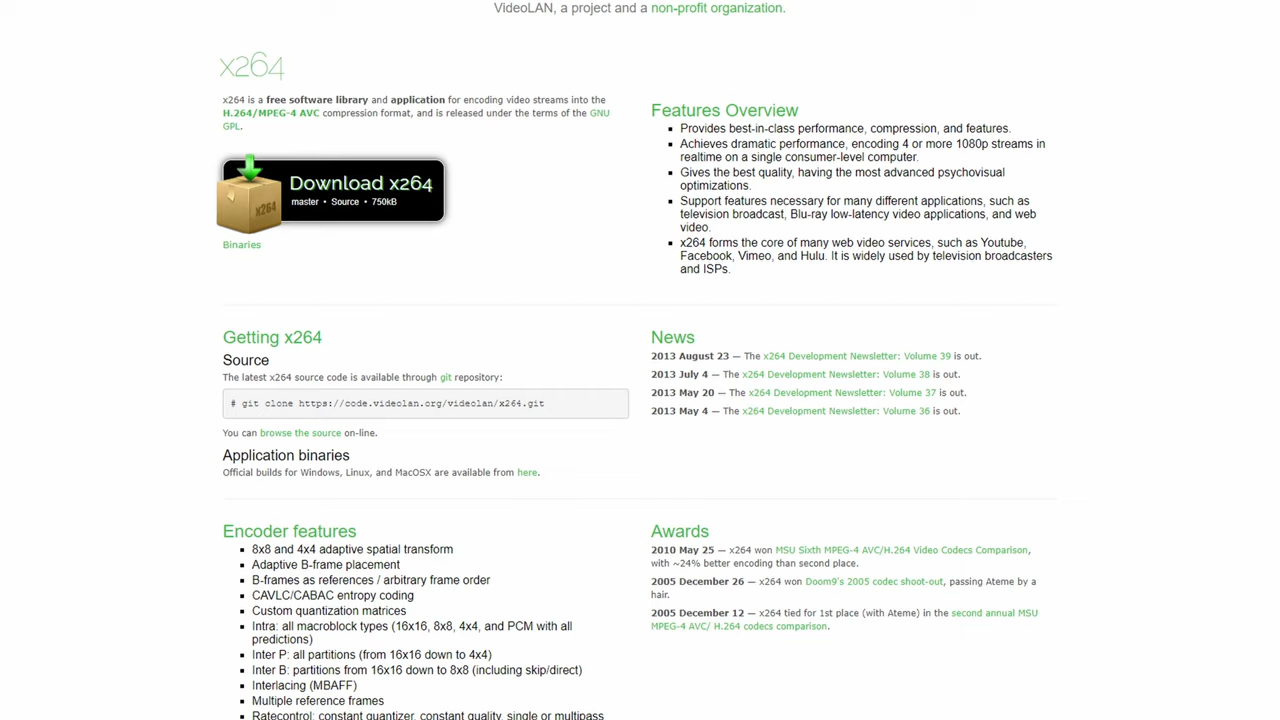 VideoLAN, a project and a non-profit organization.
x264
x264 is a free software library and application for encoding video streams into the
H.264/MPEG-4 AVC compression format, and is released under the terms of the GNU
GPL.
Download x264
master • Source • 750kB
x264
Binaries
Features Overview
Provides best-in-class performance, compression, and features.
Achieves dramatic performance, encoding 4 or more 1080p streams in
realtime on a single consumer-level computer.
Gives the best quality, having the most advanced psychovisual
optimizations.
Support features necessary for many different applications, such as
television broadcast, Blu-ray low-latency video applications, and web
video.
x264 forms the core of many web video services, such as Youtube,
Facebook, Vimeo, and Hulu. It is widely used by television broadcasters
and ISPs.
Getting x264
Source
The latest x264 source code is available through git repository:
# git clone https://code.videolan.org/videolan/x264.git
You can browse the source on-line.
Application binaries
Official builds for Windows, Linux, and MacOSX are available from here.
News
2013 August 23 — The x264 Development Newsletter: Volume 39 is out.
2013 July 4 — The x264 Development Newsletter: Volume 38 is out.
2013 May 20 — The x264 Development Newsletter: Volume 37 is out.
2013 May 4 — The x264 Development Newsletter: Volume 36 is out.
Encoder features
8x8 and 4x4 adaptive spatial transform
Adaptive B-frame placement
B-frames as references / arbitrary frame order
CAVLC/CABAC entropy coding
Custom quantization matrices
Intra: all macroblock types (16x16, 8x8, 4x4, and PCM with all
predictions)
Inter P: all partitions (from 16x16 down to 4x4)
Inter B: partitions from 16x16 down to 8x8 (including skip/direct)
Interlacing (MBAFF)
Multiple reference frames
Ratecontrol: constant quantizer, constant quality, single or multipass
Awards
2010 May 25 — x264 won MSU Sixth MPEG-4 AVC/H.264 Video Codecs Comparison,
with ~24% better encoding than second place.
2005 December 26 — x264 won Doom9's 2005 codec shoot-out, passing Ateme by a
hair.
2005 December 12 — x264 tied for 1st place (with Ateme) in the second annual MSU
MPEG-4 AVC/ H.264 codecs comparison.